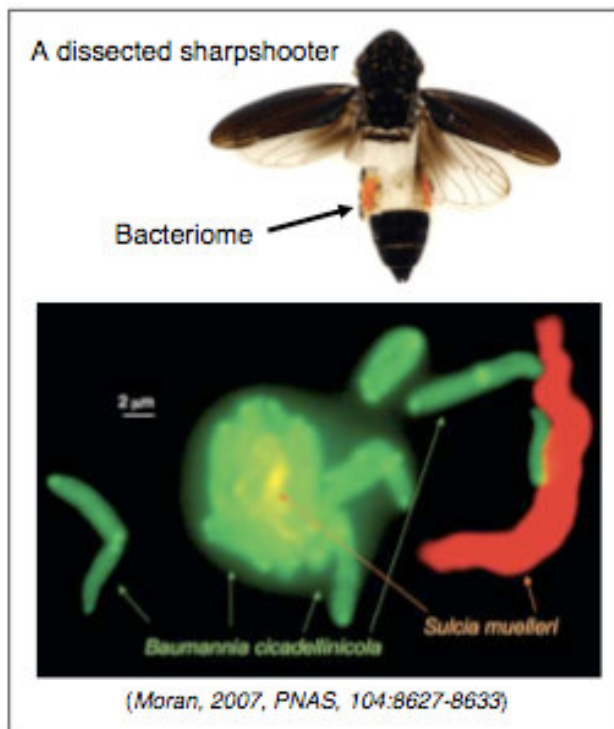 A dissected sharpshooter
Bacteriome
2 μm
Sulcia muelleri
Baumannia cicadellinicola
(Moran, 2007, PNAS, 104:8627-8633)